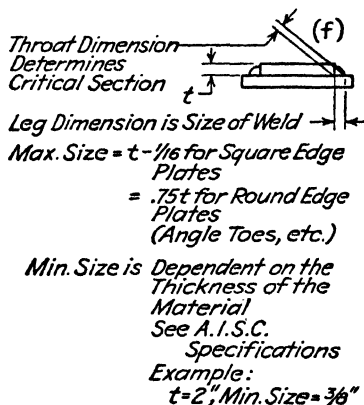 (f)
Throat Dimension
Determines
Critical Section
t
Leg Dimension is Size of Weld
Max. Size = t-1/16 for Square Edge
Plates
= .75t for Round Edge
Plates
(Angle Toes, etc.)
Min. Size is Dependent on the
Thickness of the
Material
See A.I.S.C.
Specifications
Example:
t=2", Min. Size = 3/8"